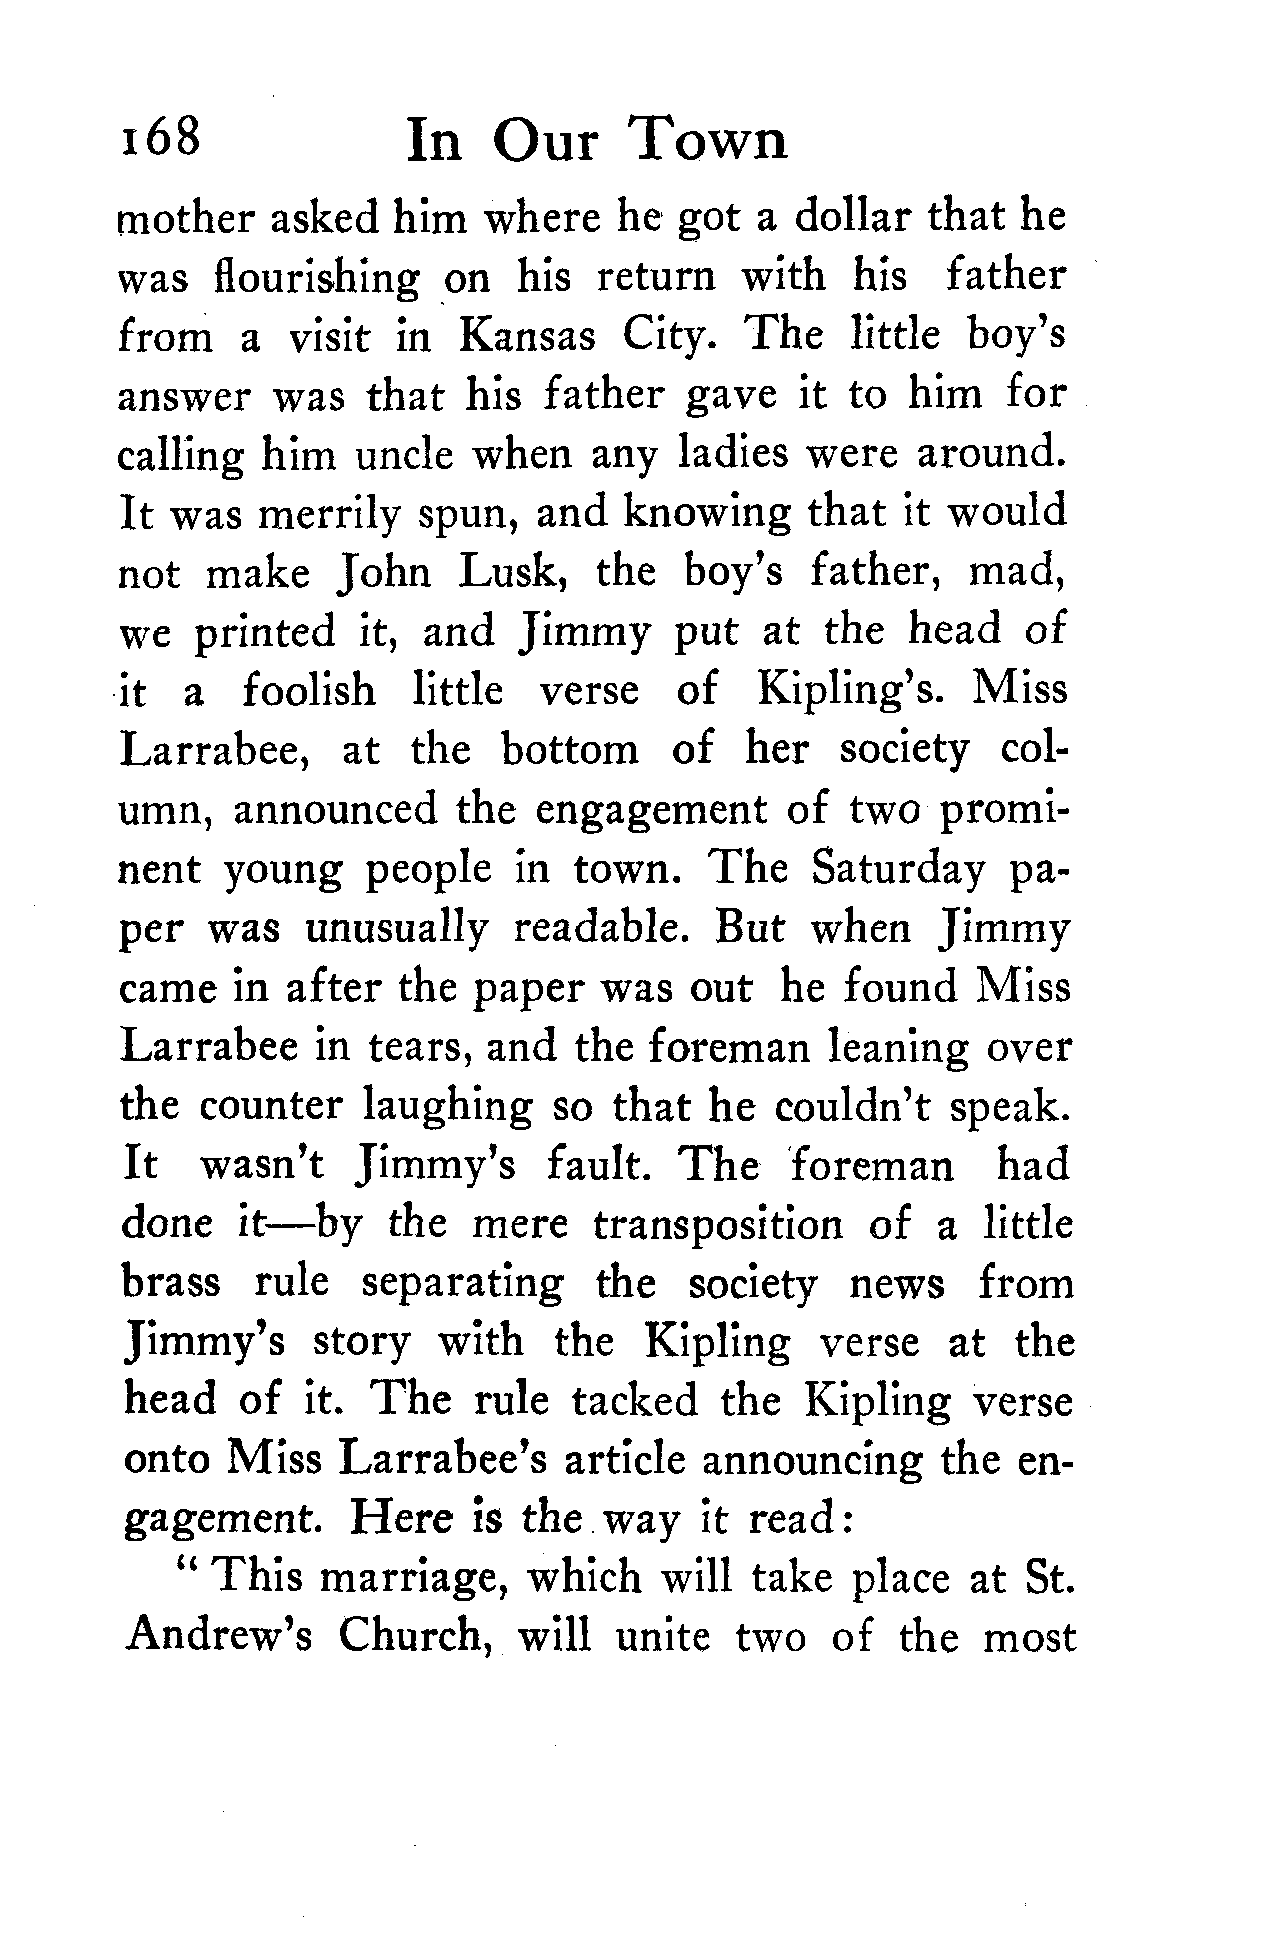 168 In Our Town
mother asked him where he got a dollar that he
was flourishing on his return with his father
from a visit in Kansas City. The little boy's
answer was that his father gave it to him for
calling him uncle when any ladies were around.
It was merrily spun, and knowing that it would
not make John Lusk, the boy's father, mad,
we printed it, and Jimmy put at the head of
it a foolish little verse of Kipling's. Miss
Larrabee, at the bottom of her society col-
umn, announced the engagement of two promi-
nent young people in town. The Saturday pa-
per was unusually readable. But when Jimmy
came in after the paper was out he found Miss
Larrabee in tears, and the foreman leaning over
the counter laughing so that he couldn't speak.
It wasn't Jimmy's fault. The foreman had
done it—by the mere transposition of a little
brass rule separating the society news from
Jimmy's story with the Kipling verse at the
head of it. The rule tacked the Kipling verse
onto Miss Larrabee's article announcing the en-
gagement. Here is the way it read:
" This marriage, which will take place at St.
Andrew's Church, will unite two of the most